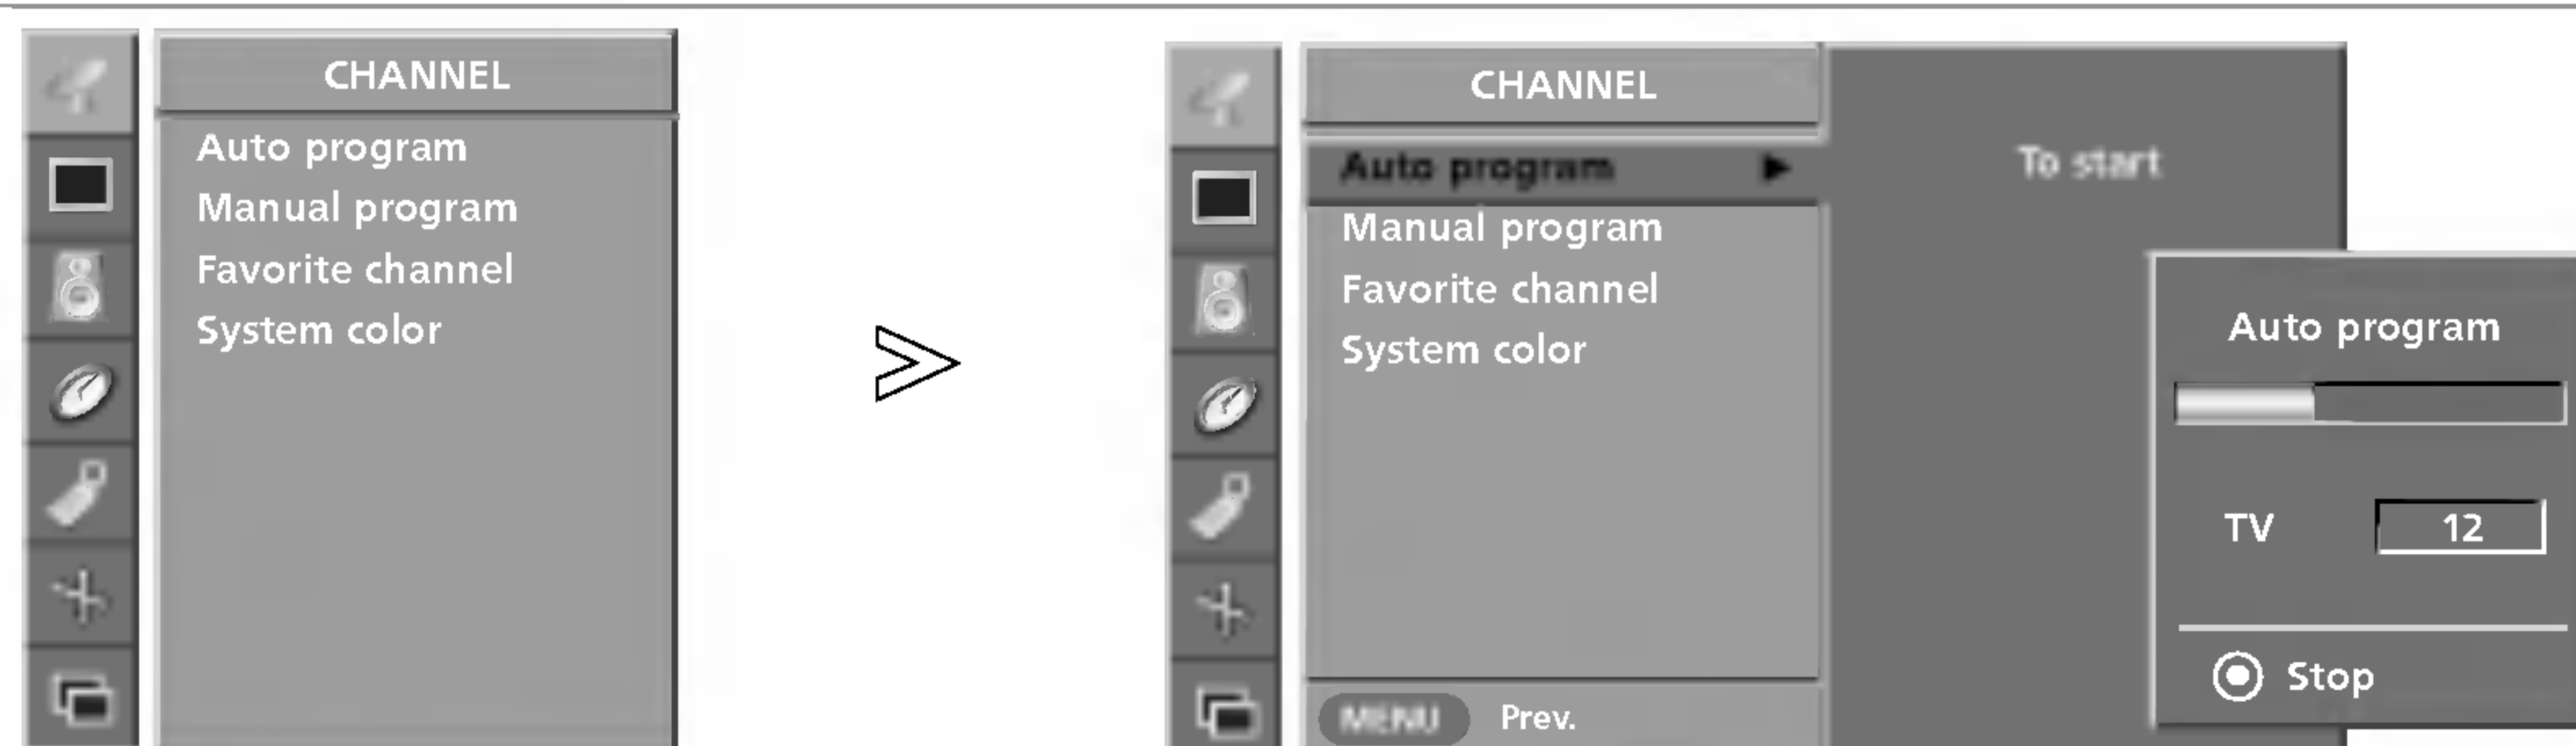 CHANNEL
Auto program
Manual program
Favorite channel
System color
CHANNEL
Auto program
Manual program
Favorite channel
System color
MENU Prev.
To start
Auto program
TV 12
Stop